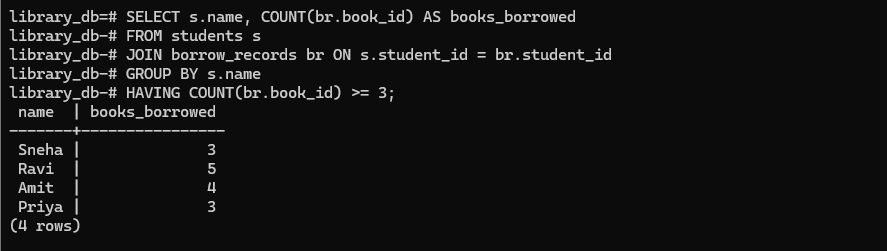 library_db=# SELECT s.name, COUNT(br.book_id) AS books_borrowed
library_db-# FROM students s
library_db-# JOIN borrow_records br ON s.student_id = br.student_id
library_db-# GROUP BY s.name
library_db-# HAVING COUNT(br.book_id) >= 3;
 name  | books_borrowed
-------+----------------
 Sneha |              3
 Ravi  |              5
 Amit  |              4
 Priya |              3
(4 rows)